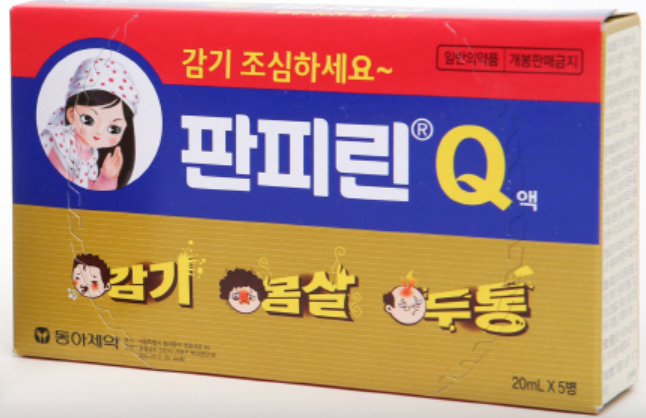 감기 조심하세요~
일반의약품 개봉판매금지
판피린® Q 액
감기 몸살 두통
동아제약
20mL X 5병